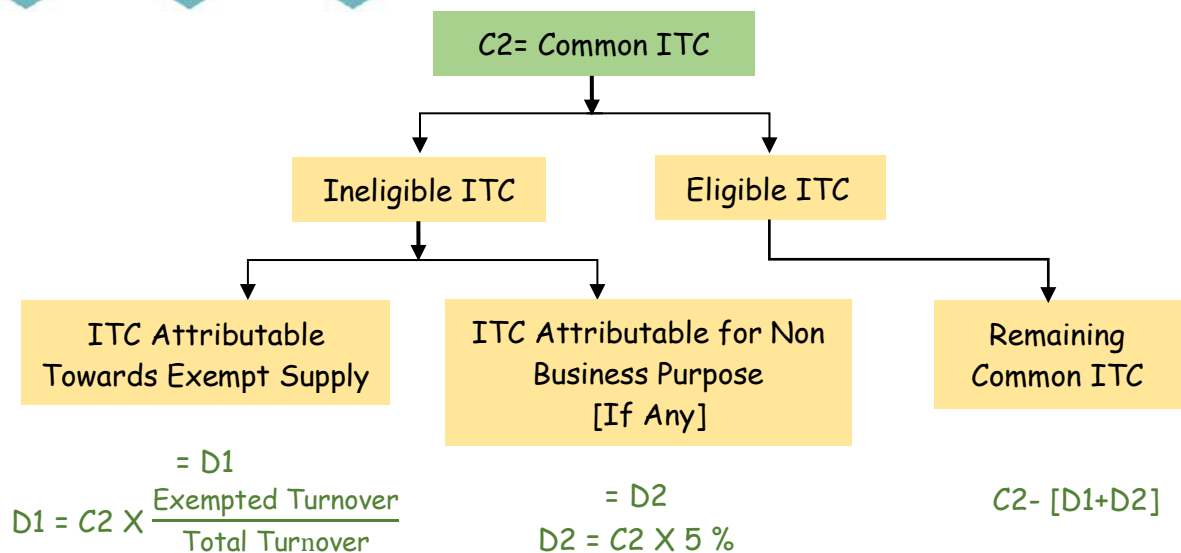 C2= Common ITC
Ineligible ITC
Eligible ITC
ITC Attributable
Towards Exempt Supply
ITC Attributable for Non
Business Purpose
[If Any]
Remaining
Common ITC
= D1
D1 = C2 X Exempted Turnover / Total Turnover
= D2
D2 = C2 X 5 %
C2- [D1+D2]